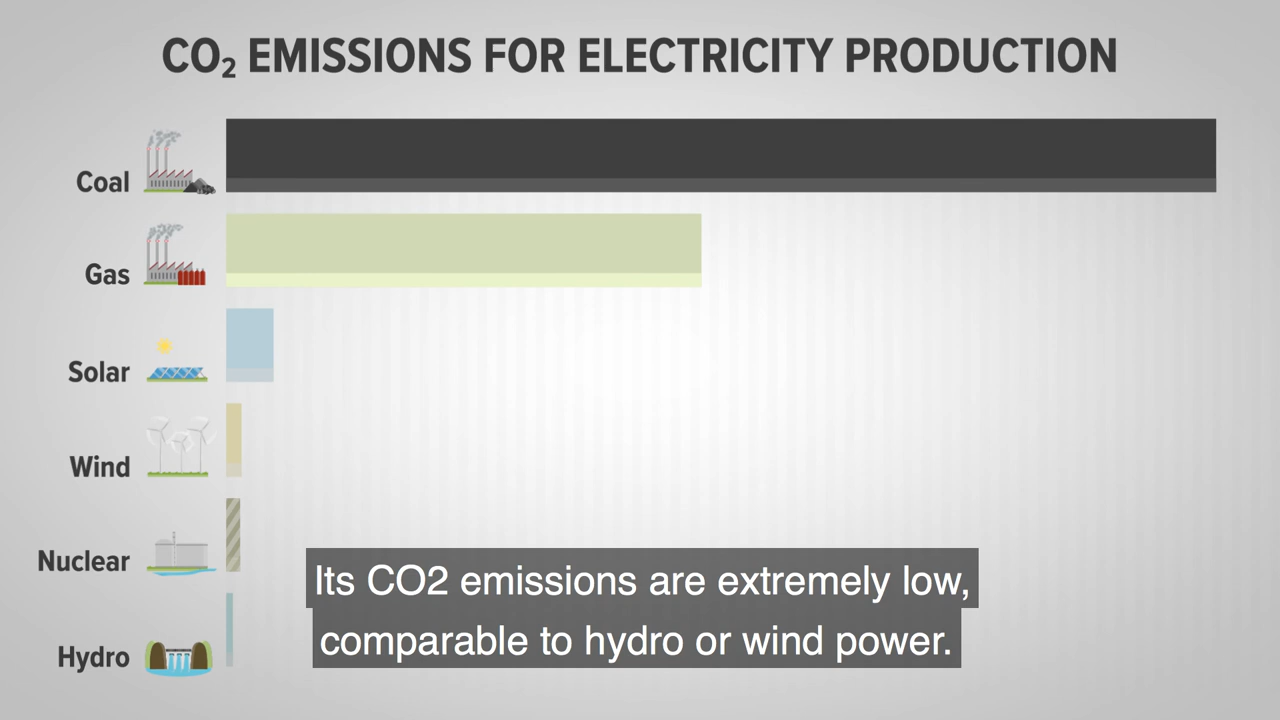 CO₂ EMISSIONS FOR ELECTRICITY PRODUCTION
Coal
Gas
Solar
Wind
Nuclear
Hydro
Its CO2 emissions are extremely low,
comparable to hydro or wind power.